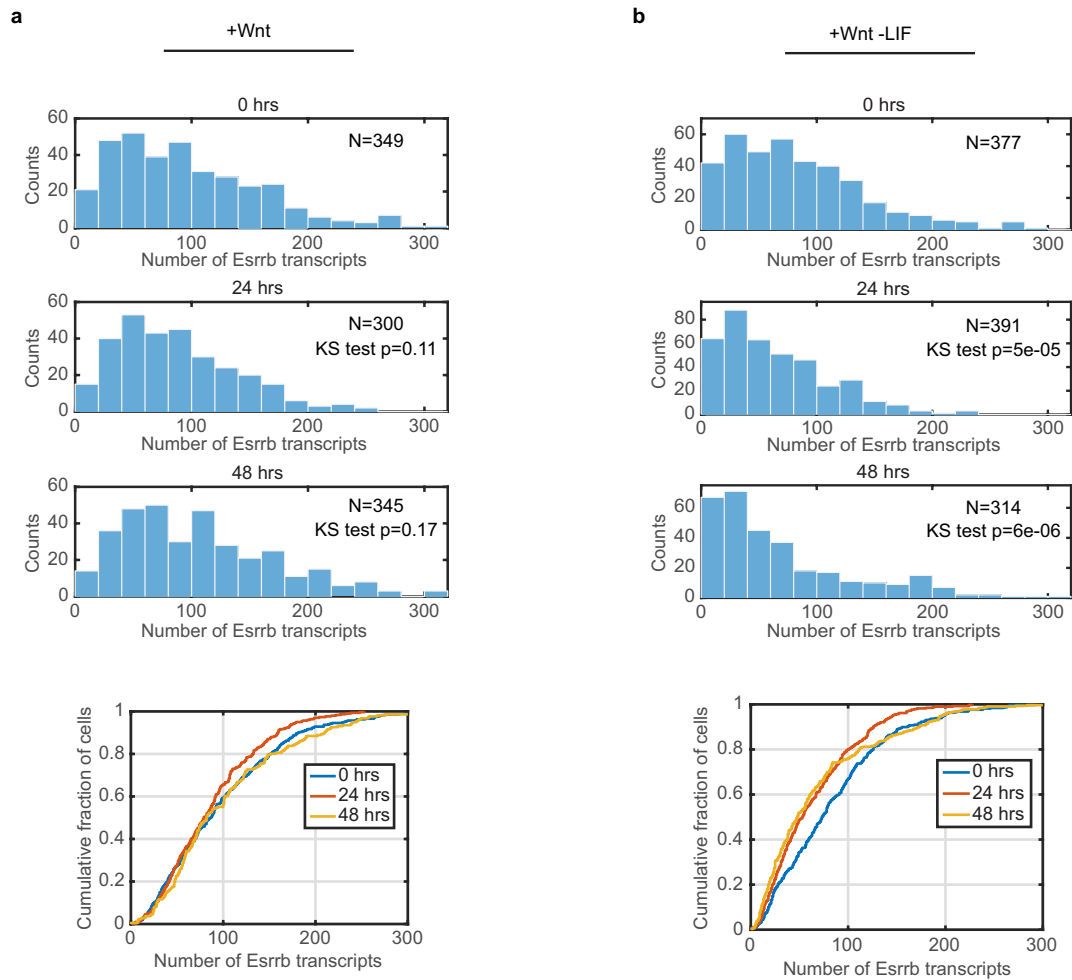 a
+Wnt
0 hrs
60
40
20
0
Counts
N=349
0 100 200 300
Number of Esrrb transcripts
24 hrs
60
40
20
0
Counts
N=300
KS test p=0.11
0 100 200 300
Number of Esrrb transcripts
48 hrs
60
40
20
0
Counts
N=345
KS test p=0.17
0 100 200 300
Number of Esrrb transcripts
1
0.8
0.6
0.4
0.2
0
Cumulative fraction of cells
0 hrs
24 hrs
48 hrs
0 100 200 300
Number of Esrrb transcripts
b
+Wnt -LIF
0 hrs
60
40
20
0
Counts
N=377
0 100 200 300
Number of Esrrb transcripts
24 hrs
80
60
40
20
0
Counts
N=391
KS test p=5e-05
0 100 200 300
Number of Esrrb transcripts
48 hrs
60
40
20
0
Counts
N=314
KS test p=6e-06
0 100 200 300
Number of Esrrb transcripts
1
0.8
0.6
0.4
0.2
0
Cumulative fraction of cells
0 hrs
24 hrs
48 hrs
0 100 200 300
Number of Esrrb transcripts